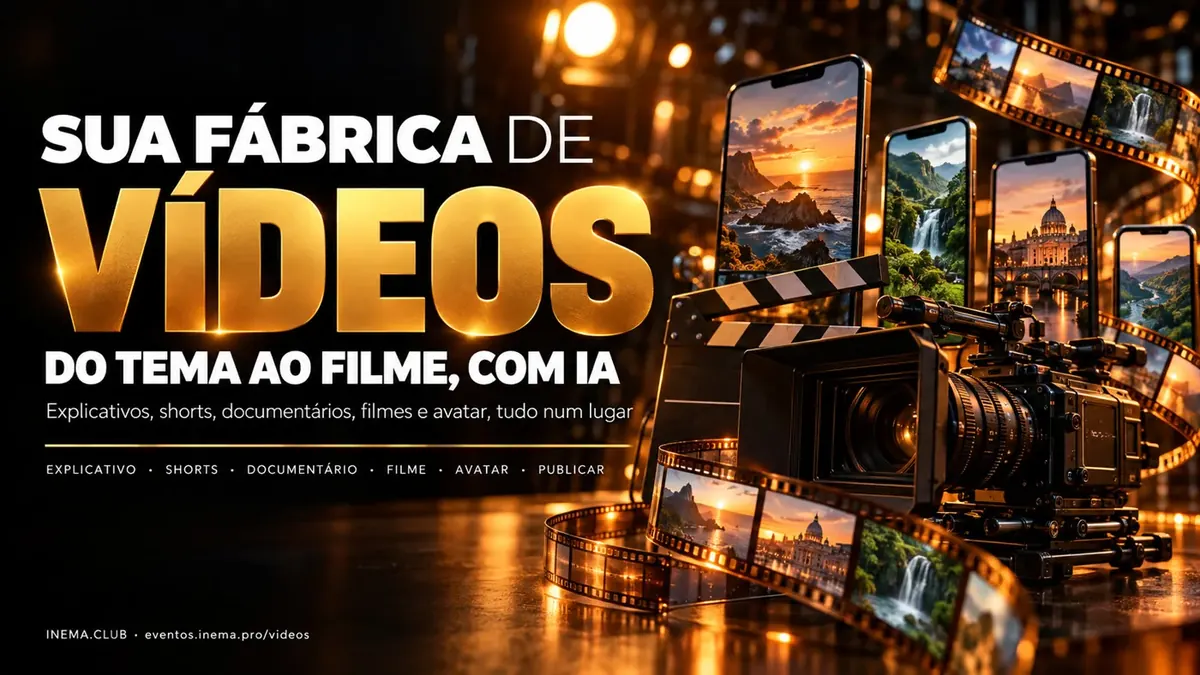 SUA FÁBRICA DE
VÍDEOS
DO TEMA AO FILME, COM IA
Explicativos, shorts, documentários, filmes e avatar, tudo num lugar
EXPLICATIVO · SHORTS · DOCUMENTÁRIO · FILME · AVATAR · PUBLICAR
INEMA.CLUB · eventos.inema.pro/videos